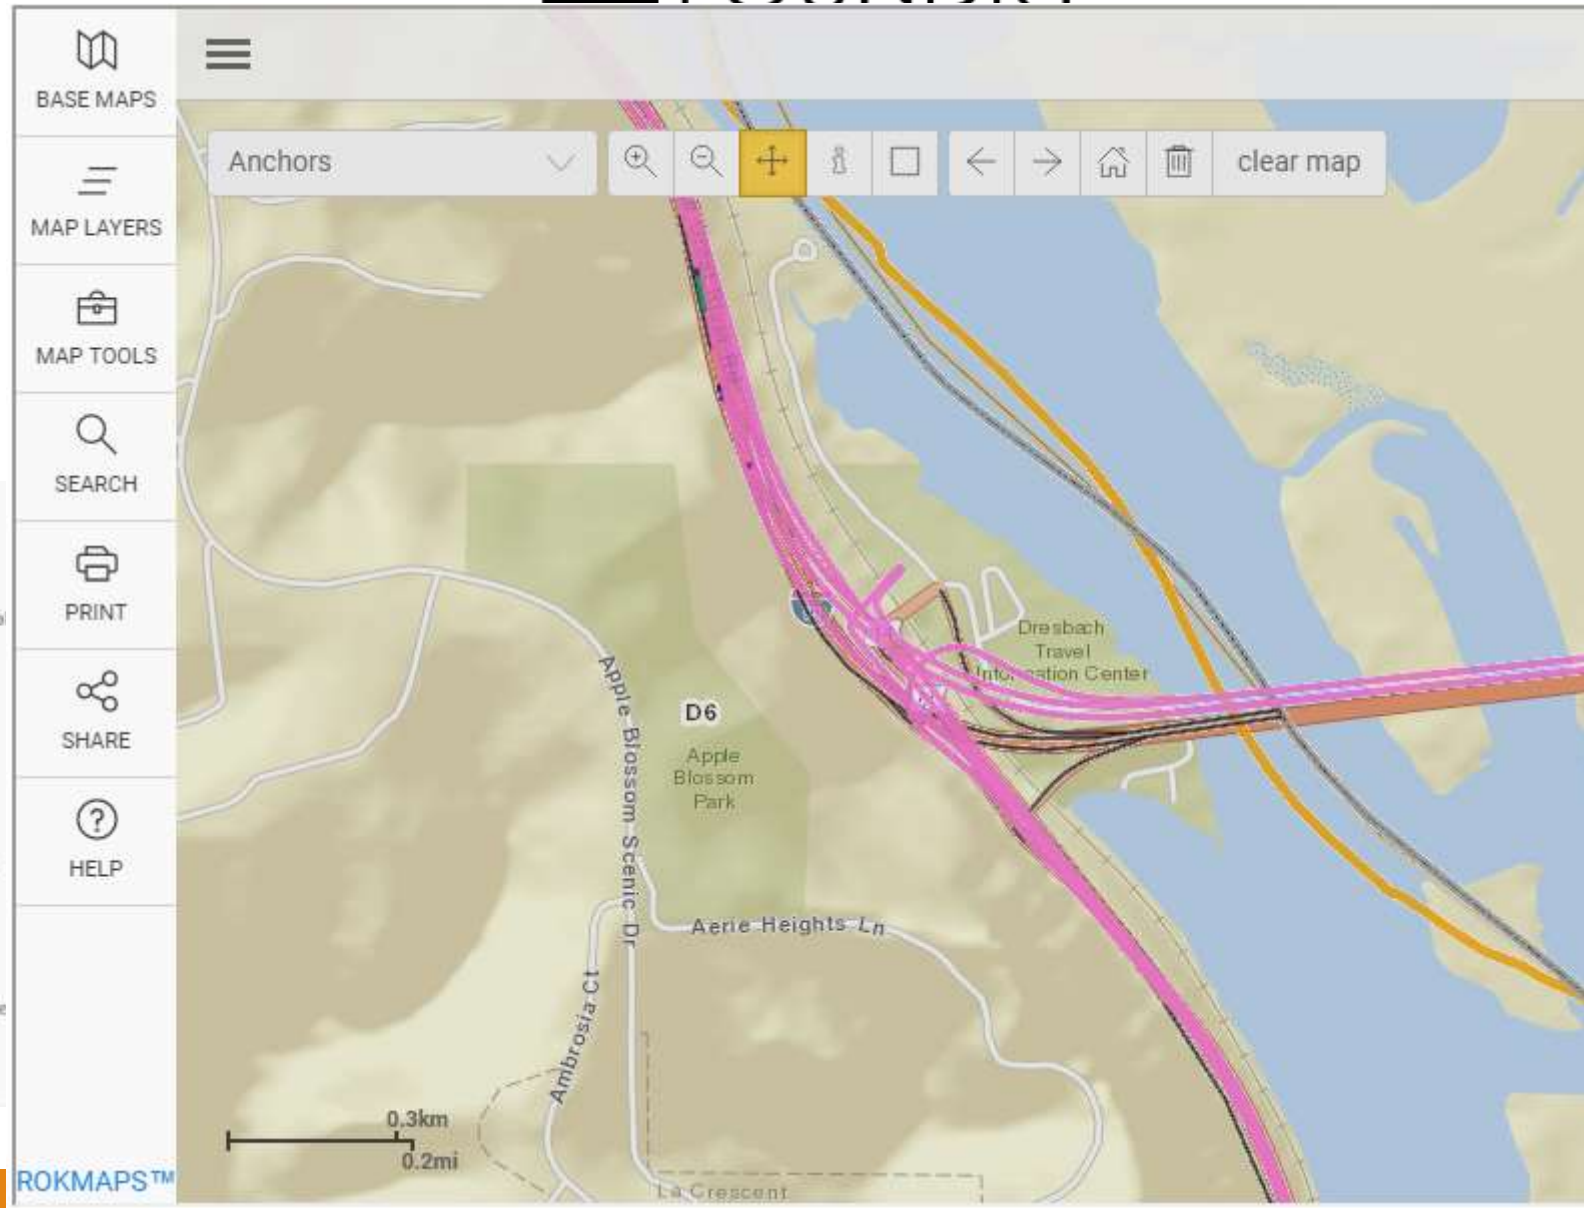 BASE MAPS
MAP LAYERS
MAP TOOLS
SEARCH
PRINT
SHARE
HELP
ROKMAPS™
Anchors
clear map
Dresbach
Travel
Information Center
D6
Apple
Blossom
Park
Apple Blossom Scenic Dr
Aerie Heights Ln
Ambrosia Ct
0.3km
0.2mi
La Crescent